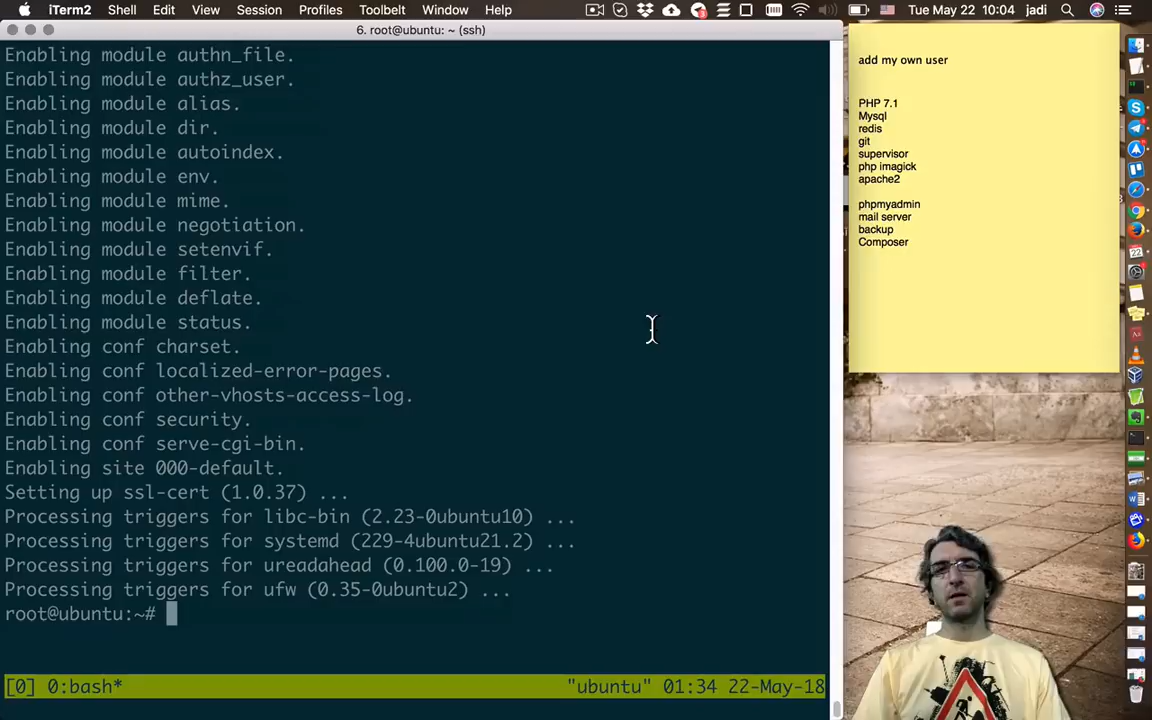 iTerm2 Shell Edit View Session Profiles Toolbelt Window Help Tue May 22 10:04 jadi
6. root@ubuntu: ~ (ssh)
Enabling module authn_file.
Enabling module authz_user.
Enabling module alias.
Enabling module dir.
Enabling module autoindex.
Enabling module env.
Enabling module mime.
Enabling module negotiation.
Enabling module setenvif.
Enabling module filter.
Enabling module deflate.
Enabling module status.
Enabling conf charset.
Enabling conf localized-error-pages.
Enabling conf other-vhosts-access-log.
Enabling conf security.
Enabling conf serve-cgi-bin.
Enabling site 000-default.
Setting up ssl-cert (1.0.37) ...
Processing triggers for libc-bin (2.23-0ubuntu10) ...
Processing triggers for systemd (229-4ubuntu21.2) ...
Processing triggers for ureadahead (0.100.0-19) ...
Processing triggers for ufw (0.35-0ubuntu2) ...
root@ubuntu:~#
[0] 0:bash* "ubuntu" 01:34 22-May-18
add my own user
PHP 7.1
Mysql
redis
git
supervisor
php imagick
apache2
phpmyadmin
mail server
backup
Composer